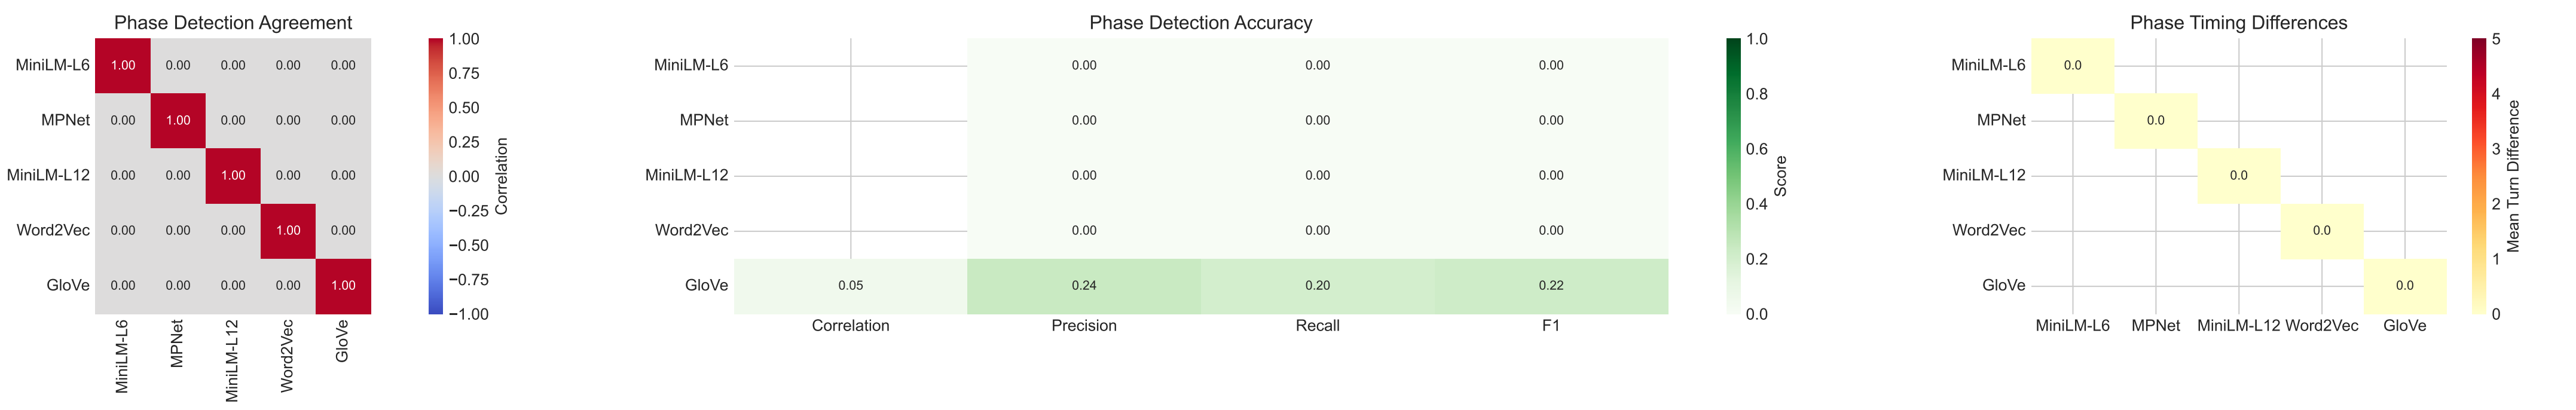 Phase Detection Agreement
MiniLM-L6 1.00 0.00 0.00 0.00 0.00
MPNet 0.00 1.00 0.00 0.00 0.00
MiniLM-L12 0.00 0.00 1.00 0.00 0.00
Word2Vec 0.00 0.00 0.00 1.00 0.00
GloVe 0.00 0.00 0.00 0.00 1.00
MiniLM-L6 MPNet MiniLM-L12 Word2Vec GloVe
1.00
0.75
0.50
0.25
0.00
−0.25
−0.50
−0.75
−1.00
Correlation
Phase Detection Accuracy
MiniLM-L6 0.00 0.00 0.00
MPNet 0.00 0.00 0.00
MiniLM-L12 0.00 0.00 0.00
Word2Vec 0.00 0.00 0.00
GloVe 0.05 0.24 0.20 0.22
Correlation Precision Recall F1
1.0
0.8
0.6
0.4
0.2
0.0
Score
Phase Timing Differences
MiniLM-L6 0.0
MPNet 0.0
MiniLM-L12 0.0
Word2Vec 0.0
GloVe 0.0
MiniLM-L6 MPNet MiniLM-L12 Word2Vec GloVe
5
4
3
2
1
0
Mean Turn Difference